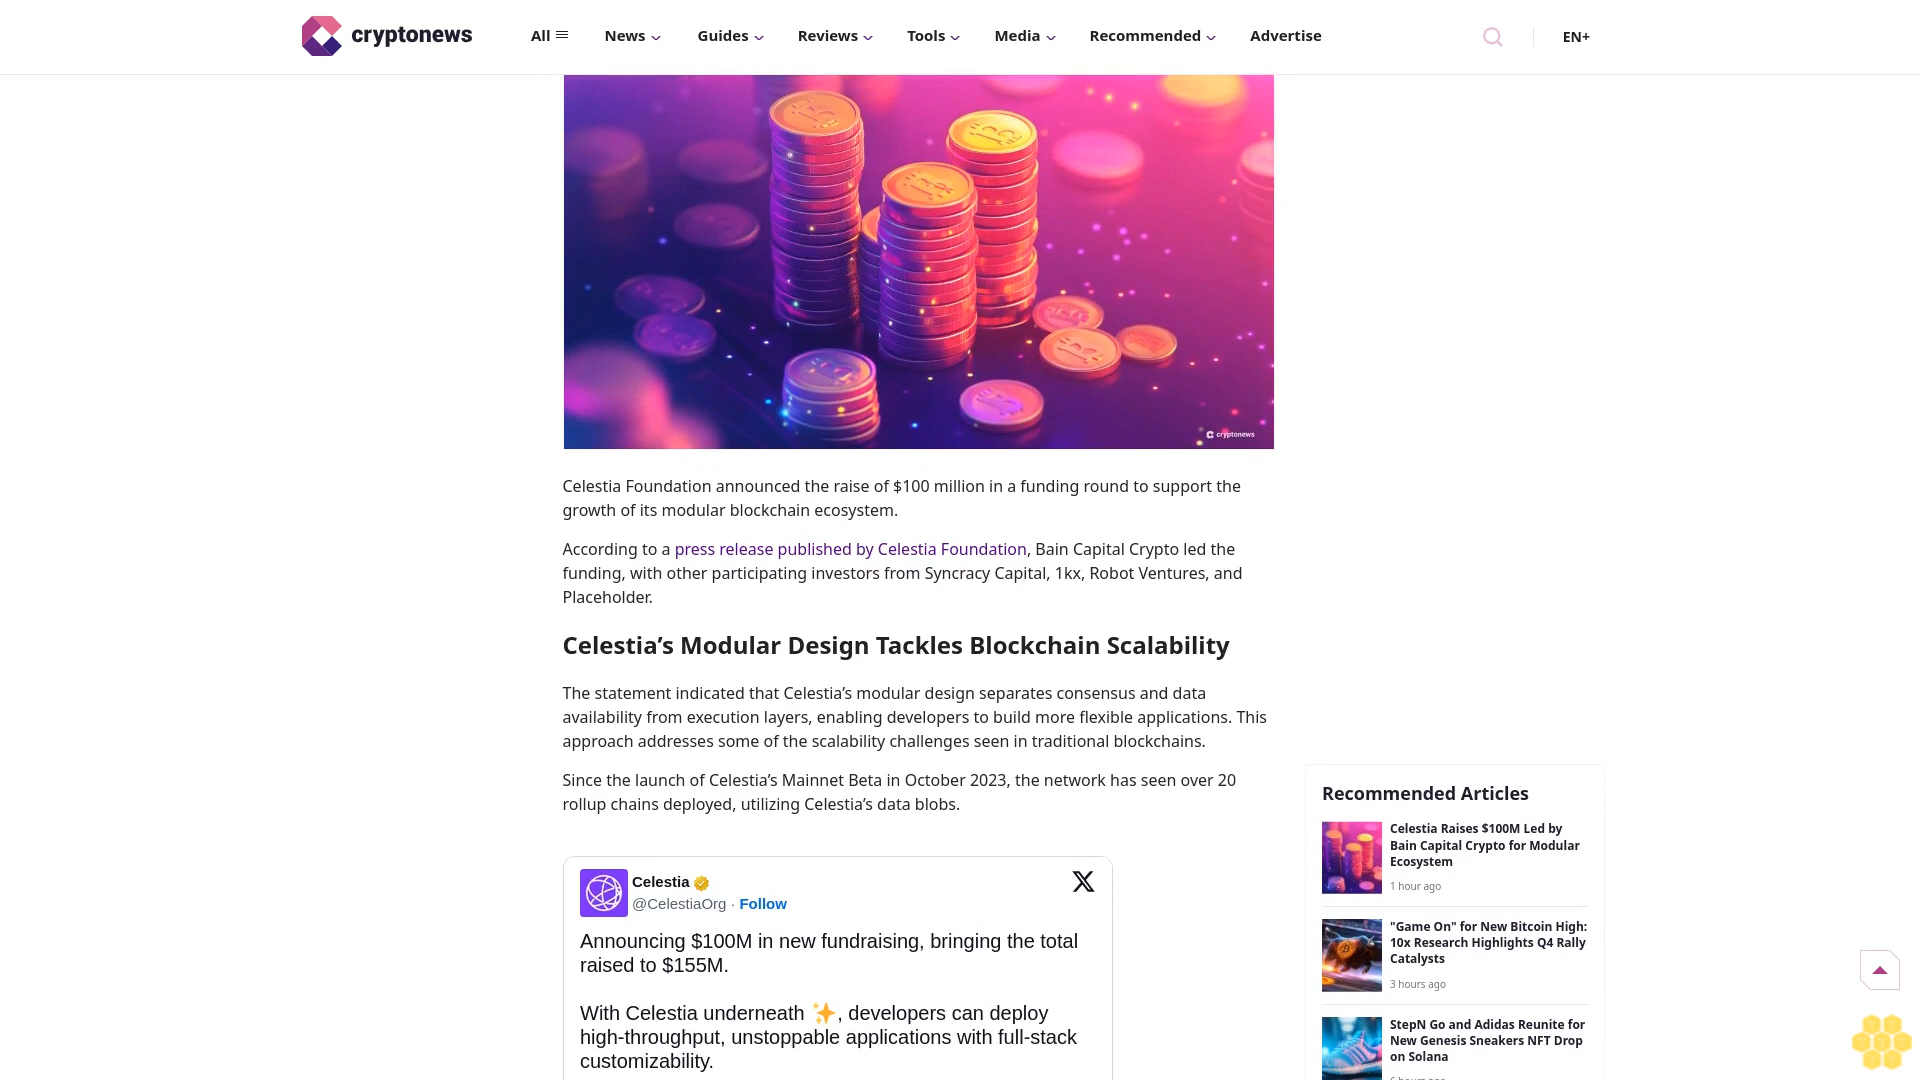 cryptonews
All
News
Guides
Reviews
Tools
Media
Recommended
Advertise
EN+
cryptonews
Celestia Foundation announced the raise of $100 million in a funding round to support the
growth of its modular blockchain ecosystem.
According to a press release published by Celestia Foundation, Bain Capital Crypto led the
funding, with other participating investors from Syncracy Capital, 1kx, Robot Ventures, and
Placeholder.
Celestia’s Modular Design Tackles Blockchain Scalability
The statement indicated that Celestia’s modular design separates consensus and data
availability from execution layers, enabling developers to build more flexible applications. This
approach addresses some of the scalability challenges seen in traditional blockchains.
Since the launch of Celestia’s Mainnet Beta in October 2023, the network has seen over 20
rollup chains deployed, utilizing Celestia’s data blobs.
Celestia
@CelestiaOrg · Follow
Announcing $100M in new fundraising, bringing the total
raised to $155M.
With Celestia underneath ✨, developers can deploy
high-throughput, unstoppable applications with full-stack
customizability.
Recommended Articles
Celestia Raises $100M Led by
Bain Capital Crypto for Modular
Ecosystem
1 hour ago
"Game On" for New Bitcoin High:
10x Research Highlights Q4 Rally
Catalysts
3 hours ago
StepN Go and Adidas Reunite for
New Genesis Sneakers NFT Drop
on Solana